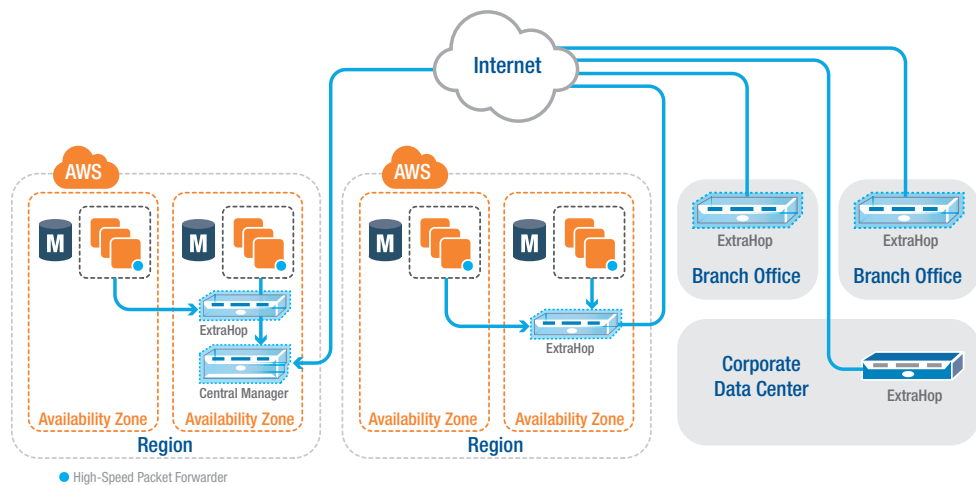 Internet
AWS
AWS
M
M
M
M
ExtraHop
ExtraHop
Branch Office
Branch Office
ExtraHop
Central Manager
ExtraHop
Corporate
Data Center
ExtraHop
Availability Zone
Availability Zone
Availability Zone
Availability Zone
Region
Region
High-Speed Packet Forwarder